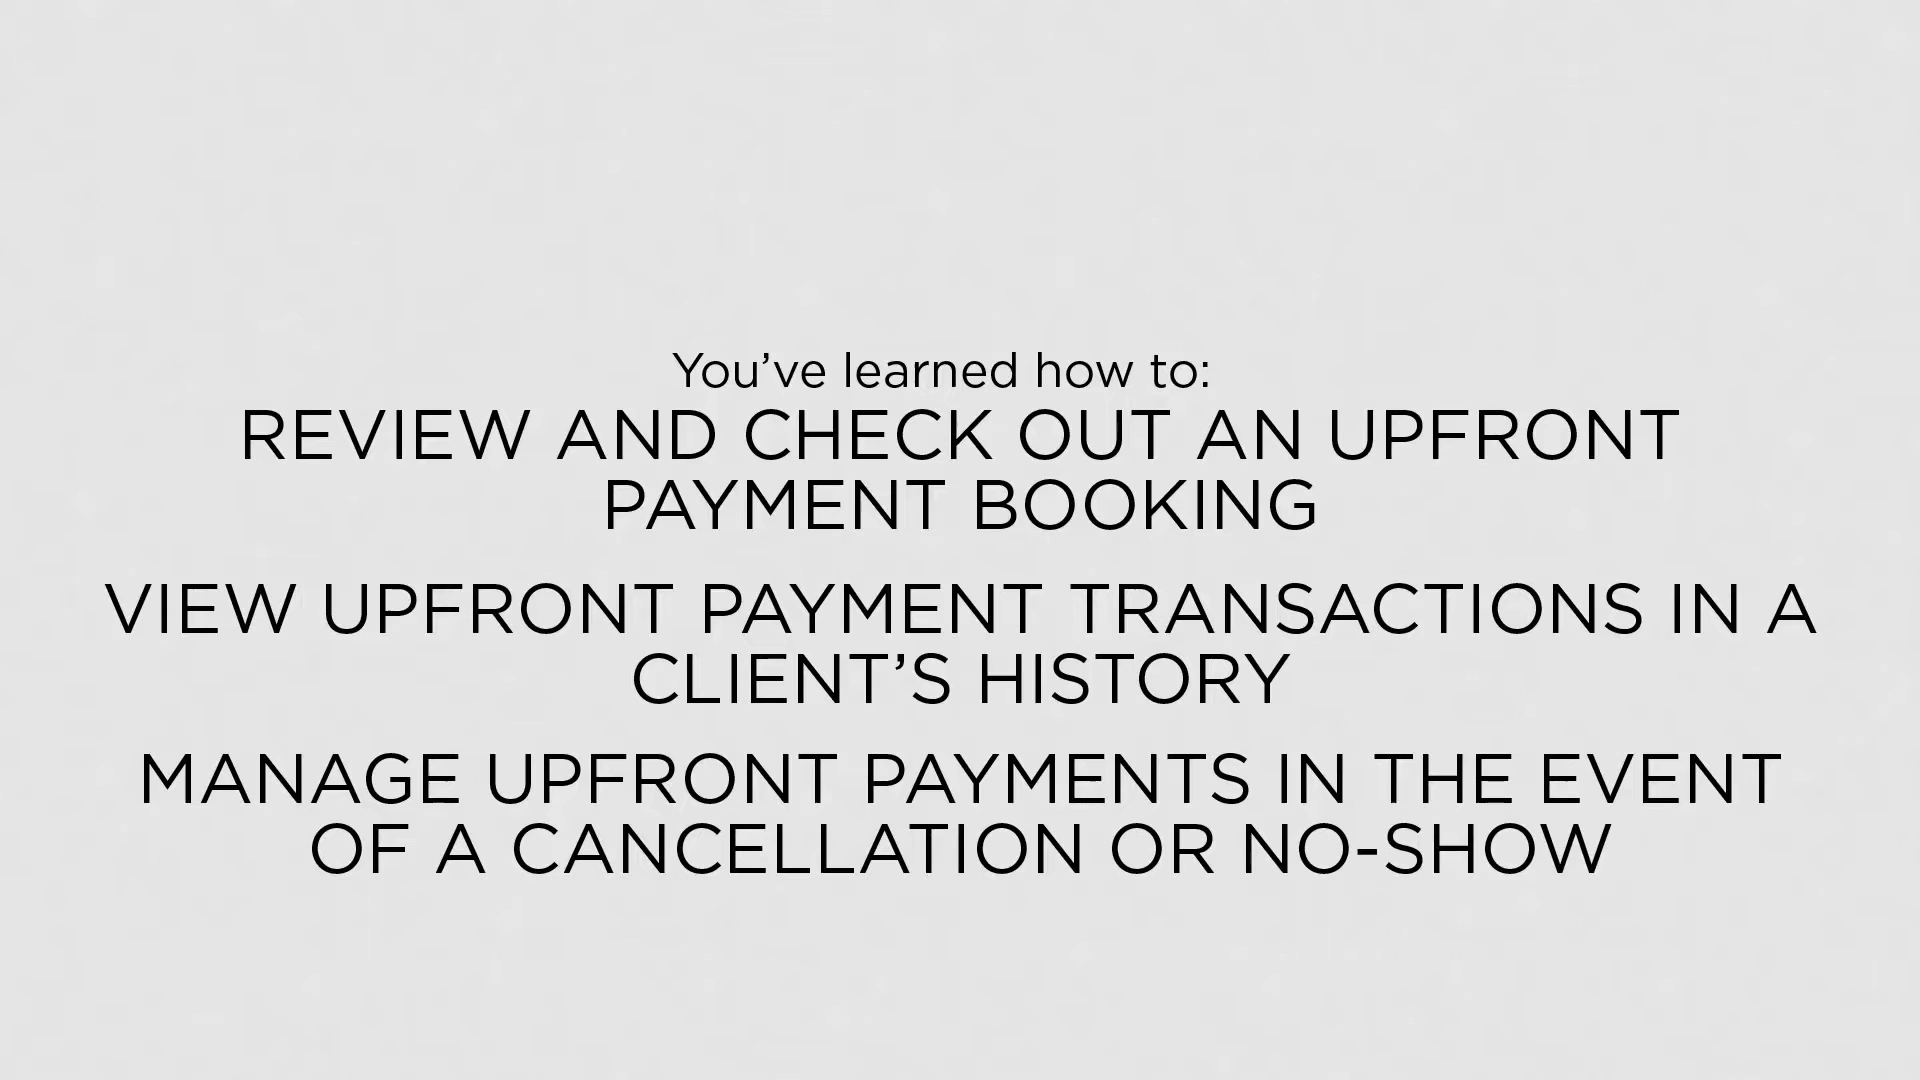 You’ve learned how to:
REVIEW AND CHECK OUT AN UPFRONT
PAYMENT BOOKING
VIEW UPFRONT PAYMENT TRANSACTIONS IN A
CLIENT’S HISTORY
MANAGE UPFRONT PAYMENTS IN THE EVENT
OF A CANCELLATION OR NO-SHOW